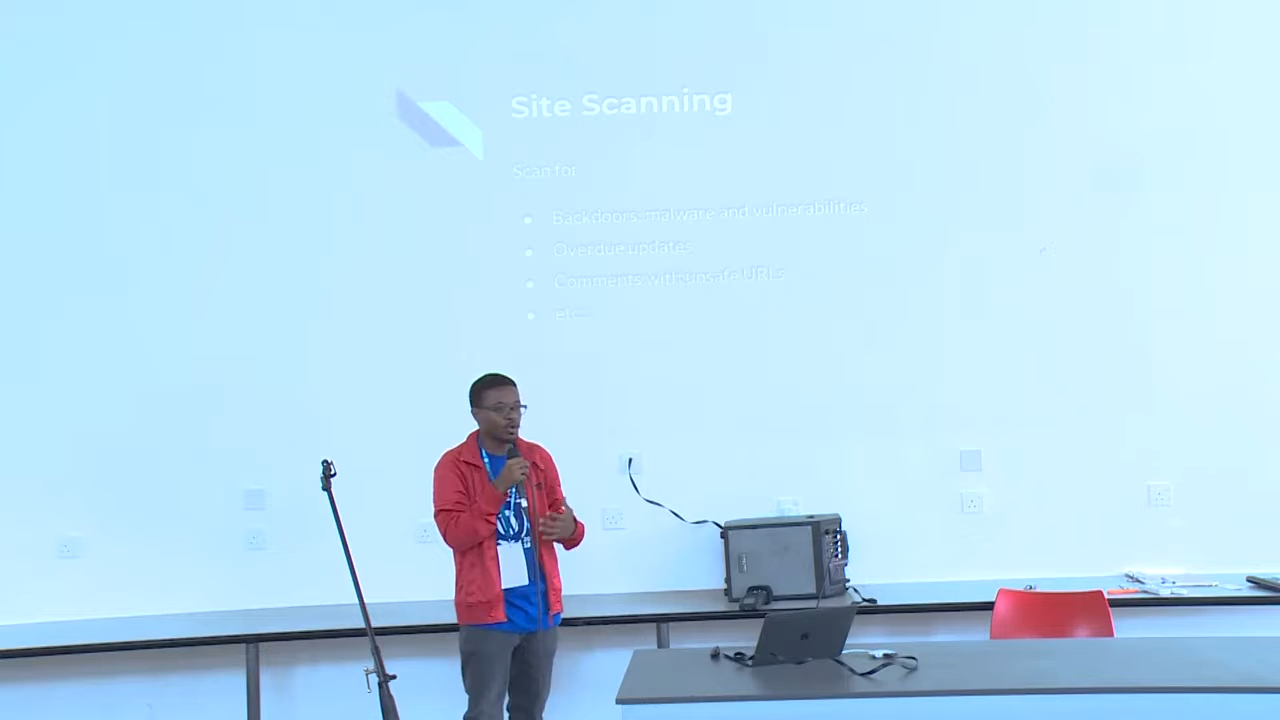 Site Scanning
Scan for
● Backdoors, malware and vulnerabilities
● Overdue updates
● Comments with unsafe URLs
● etc...